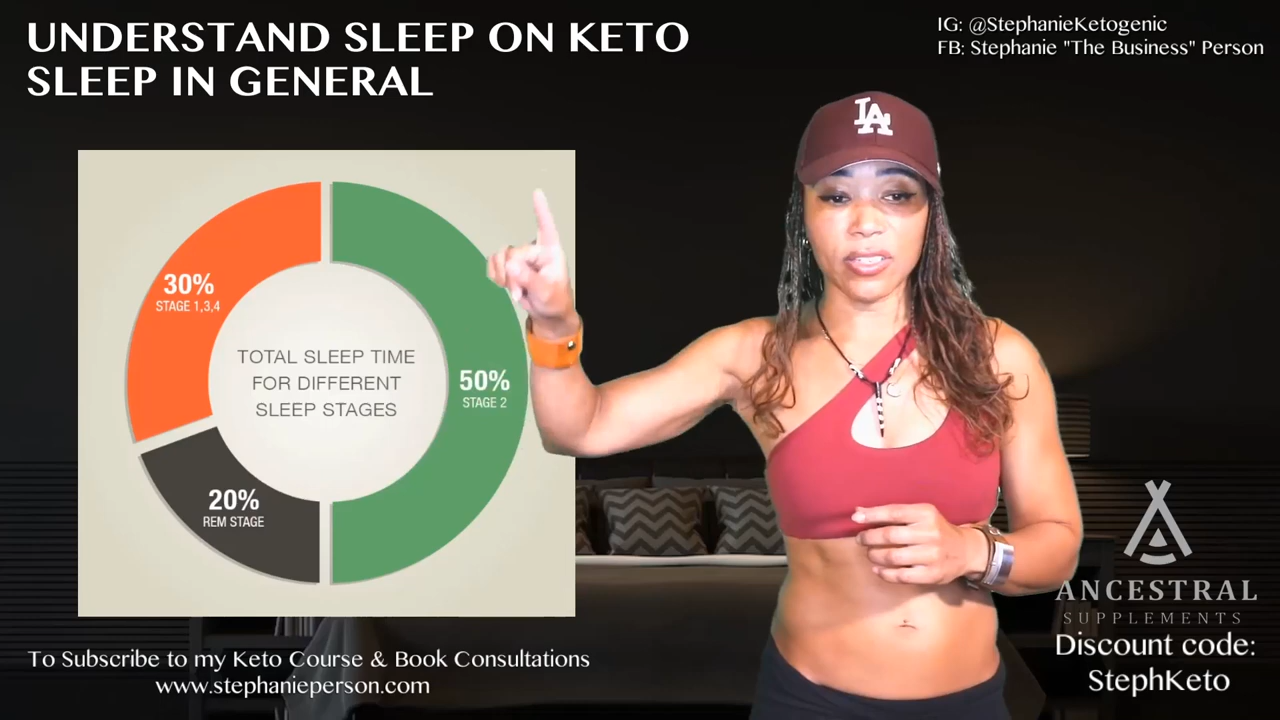 UNDERSTAND SLEEP ON KETO
SLEEP IN GENERAL
IG: @StephanieKetogenic
FB: Stephanie "The Business" Person
LA
30%
STAGE 1,3,4
TOTAL SLEEP TIME
FOR DIFFERENT
SLEEP STAGES
50%
STAGE 2
20%
REM STAGE
ANCESTRAL
SUPPLEMENTS
Discount code:
StephKeto
To Subscribe to my Keto Course & Book Consultations
www.stephanieperson.com